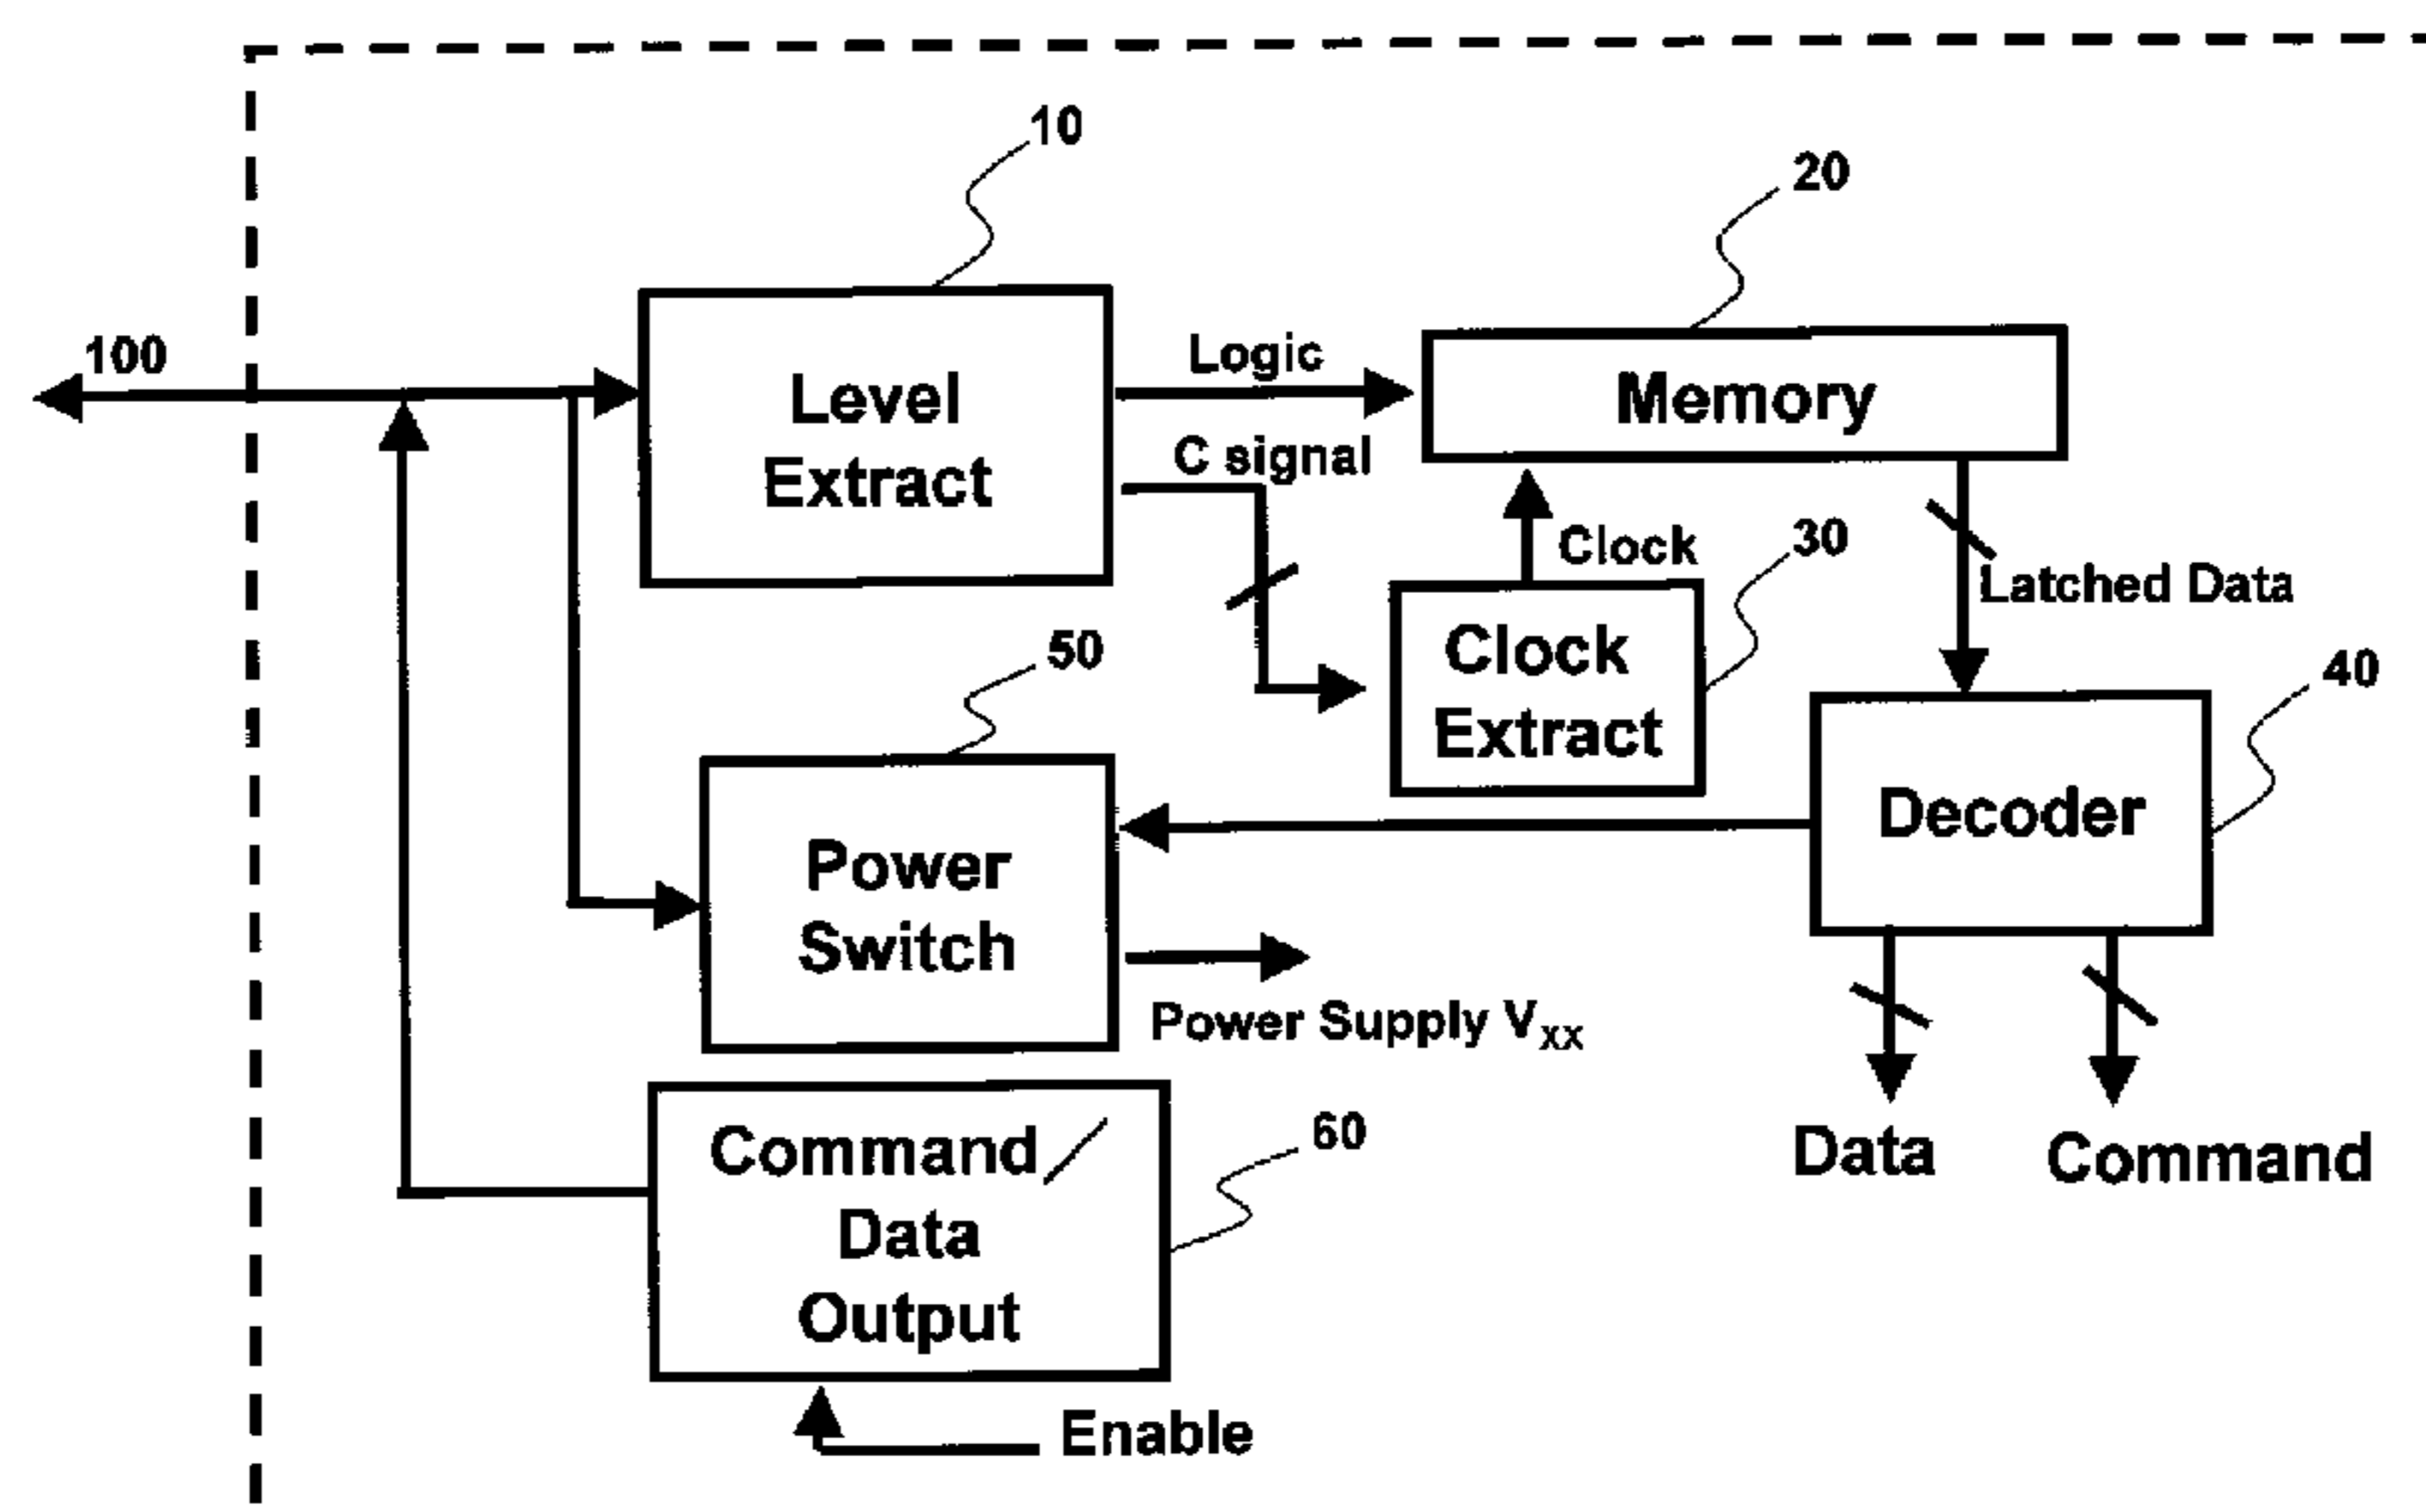 10
20
100
Logic
Level
Extract
Memory
C signal
Clock
30
Latched Data
50
Clock
Extract
40
Decoder
Power
Switch
Power Supply Vxx
Command/
Data
Output
60
Data
Command
Enable